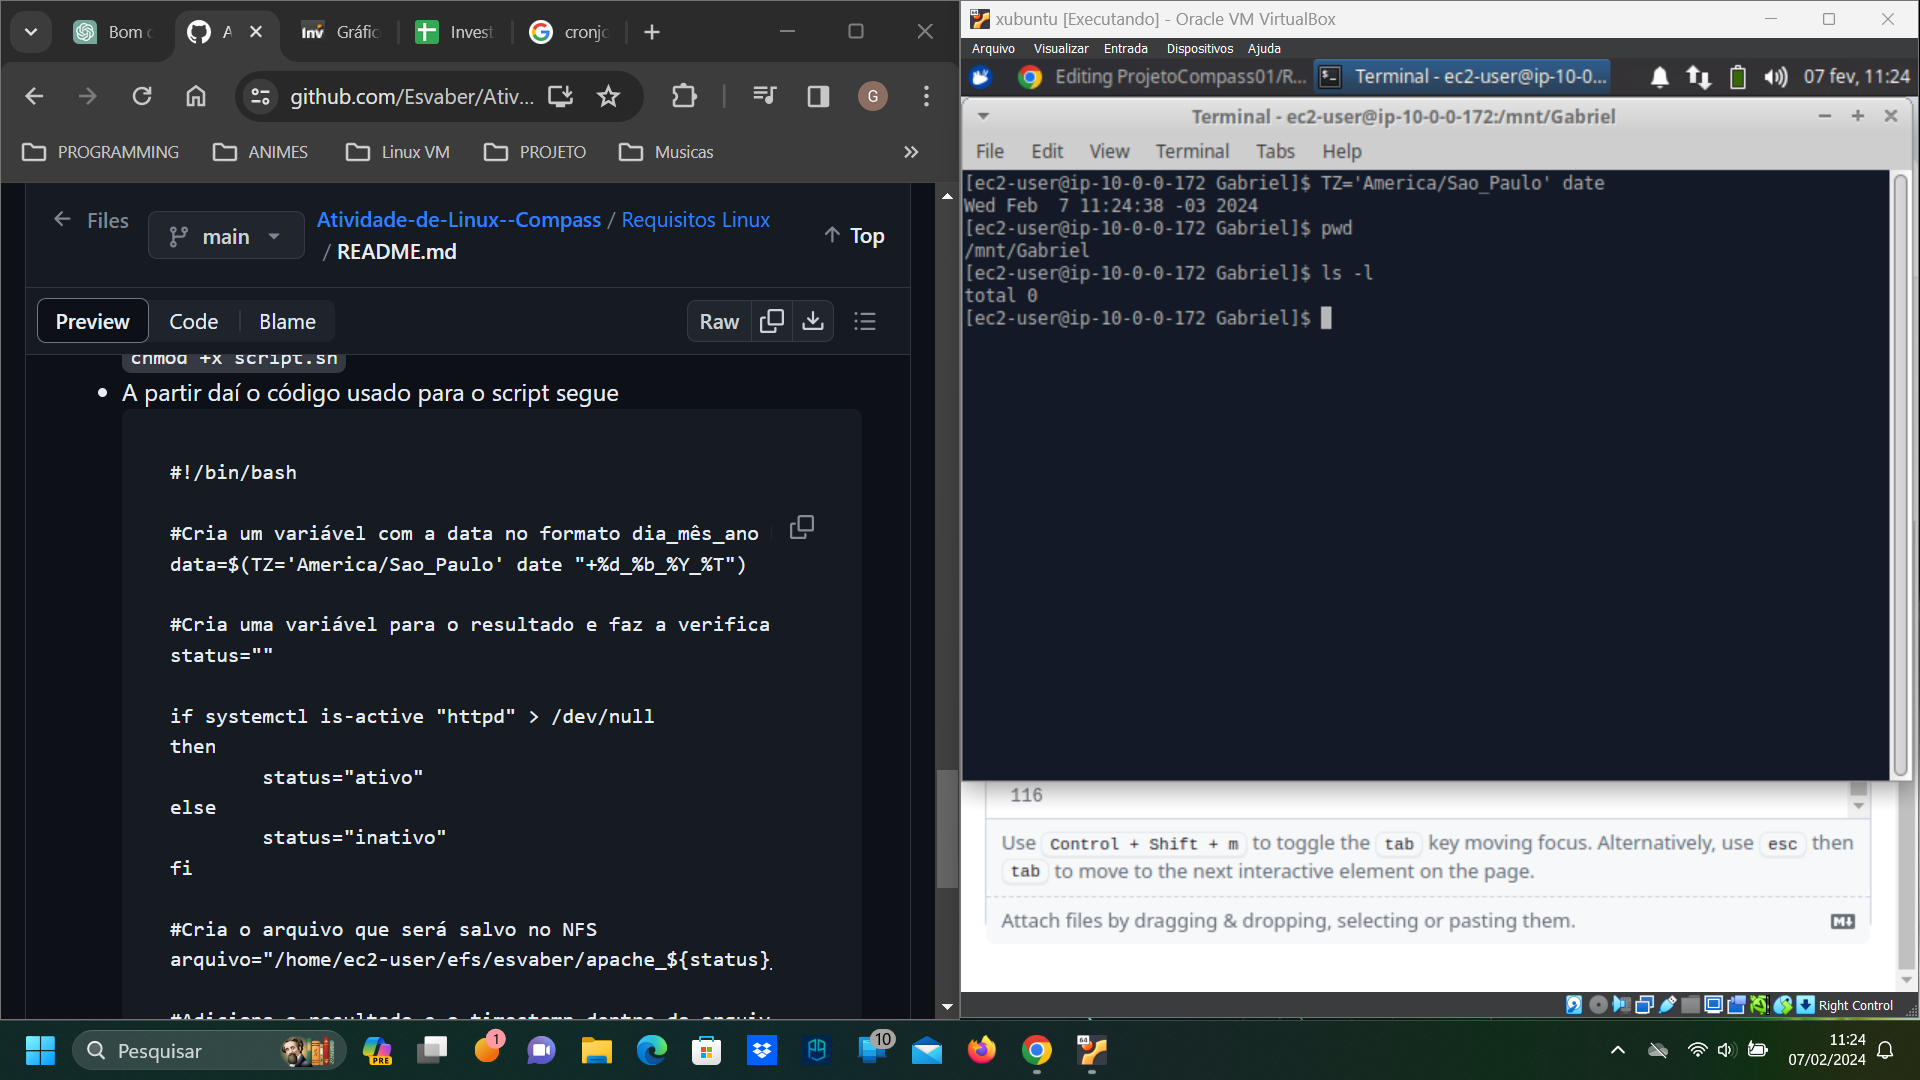 Bom
A
Gráfic
Invest
cronjo
github.com/Esvaber/Ativ...
G
PROGRAMMING
ANIMES
Linux VM
PROJETO
Musicas
»
Files
main
Atividade-de-Linux--Compass / Requisitos Linux
/ README.md
Top
Preview
Code
Blame
Raw
chmod +x script.sh
• A partir daí o código usado para o script segue
#!/bin/bash
#Cria um variável com a data no formato dia_mês_ano
data=$(TZ='America/Sao_Paulo' date "+%d_%b_%Y_%T")
#Cria uma variável para o resultado e faz a verifica
status=""
if systemctl is-active "httpd" > /dev/null
then
status="ativo"
else
status="inativo"
fi
#Cria o arquivo que será salvo no NFS
arquivo="/home/ec2-user/efs/esvaber/apache_${status}_
#Adiciona o resultado e o timestamp dentro do arquiv
xubuntu [Executando] - Oracle VM VirtualBox
Arquivo Visualizar Entrada Dispositivos Ajuda
Editing ProjetoCompass01/R...
Terminal - ec2-user@ip-10-0...
07 fev, 11:24
Terminal - ec2-user@ip-10-0-0-172:/mnt/Gabriel
File Edit View Terminal Tabs Help
[ec2-user@ip-10-0-0-172 Gabriel]$ TZ='America/Sao_Paulo' date
Wed Feb  7 11:24:38 -03 2024
[ec2-user@ip-10-0-0-172 Gabriel]$ pwd
/mnt/Gabriel
[ec2-user@ip-10-0-0-172 Gabriel]$ ls -l
total 0
[ec2-user@ip-10-0-0-172 Gabriel]$
116
Use Control + Shift + m to toggle the tab key moving focus. Alternatively, use esc then
tab to move to the next interactive element on the page.
Attach files by dragging & dropping, selecting or pasting them.
Right Control
Pesquisar
PRE
1
10
64
11:24
07/02/2024